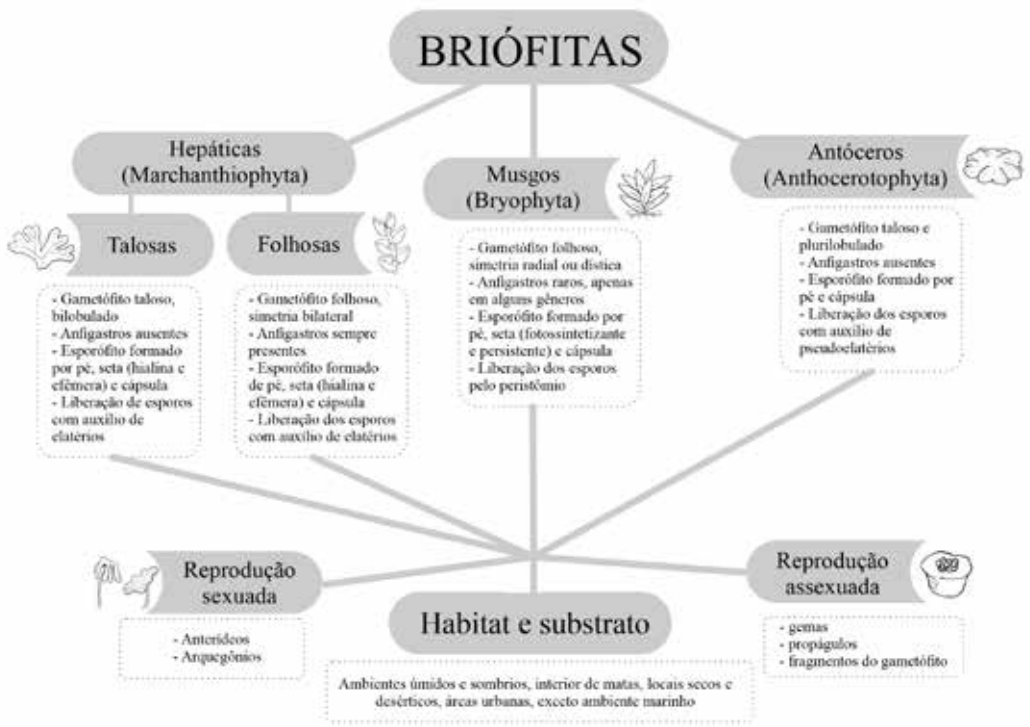 BRIÓFITAS
Hepáticas
(Marchanthiophyta)
Talosas
- Gametófito taloso,
bilobulado
- Anfigastros ausentes
- Esporófito formado
por pé, seta (hialina e
efêmera) e cápsula
- Liberação de esporos
com auxílio de
elatérios
Folhosas
- Gametófito folhoso,
simetria bilateral
- Anfigastros sempre
presentes
- Esporófito formado
de pé, seta (hialina e
efêmera) e cápsula
- Liberação dos esporos
com auxílio de elatérios
Musgos
(Bryophyta)
- Gametófito folhoso,
simetria radial ou dística
- Anfigastros raros, apenas
em alguns gêneros
- Esporófito formado por
pé, seta (fotossintetizante
e persistente) e cápsula
- Liberação dos esporos
pelo peristômio
Antóceros
(Anthocerotophyta)
- Gametófito taloso e
plurilobulado
- Anfigastros ausentes
- Esporófito formado por
pé e cápsula
- Liberação dos esporos
com auxílio de
pseudoelatérios
Reprodução
sexuada
- Anterídeos
- Arquegônios
Habitat e substrato
Ambientes úmidos e sombrios, interior de matas, locais secos e
desérticos, áreas urbanas, exceto ambiente marinho
Reprodução
assexuada
- gemas
- propágulos
- fragmentos do gametófito